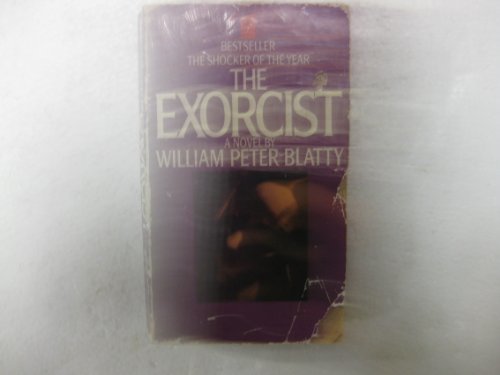 BESTSELLER
THE SHOCKER OF THE YEAR
THE
EXORCIST
A NOVEL BY
WILLIAM PETER BLATTY